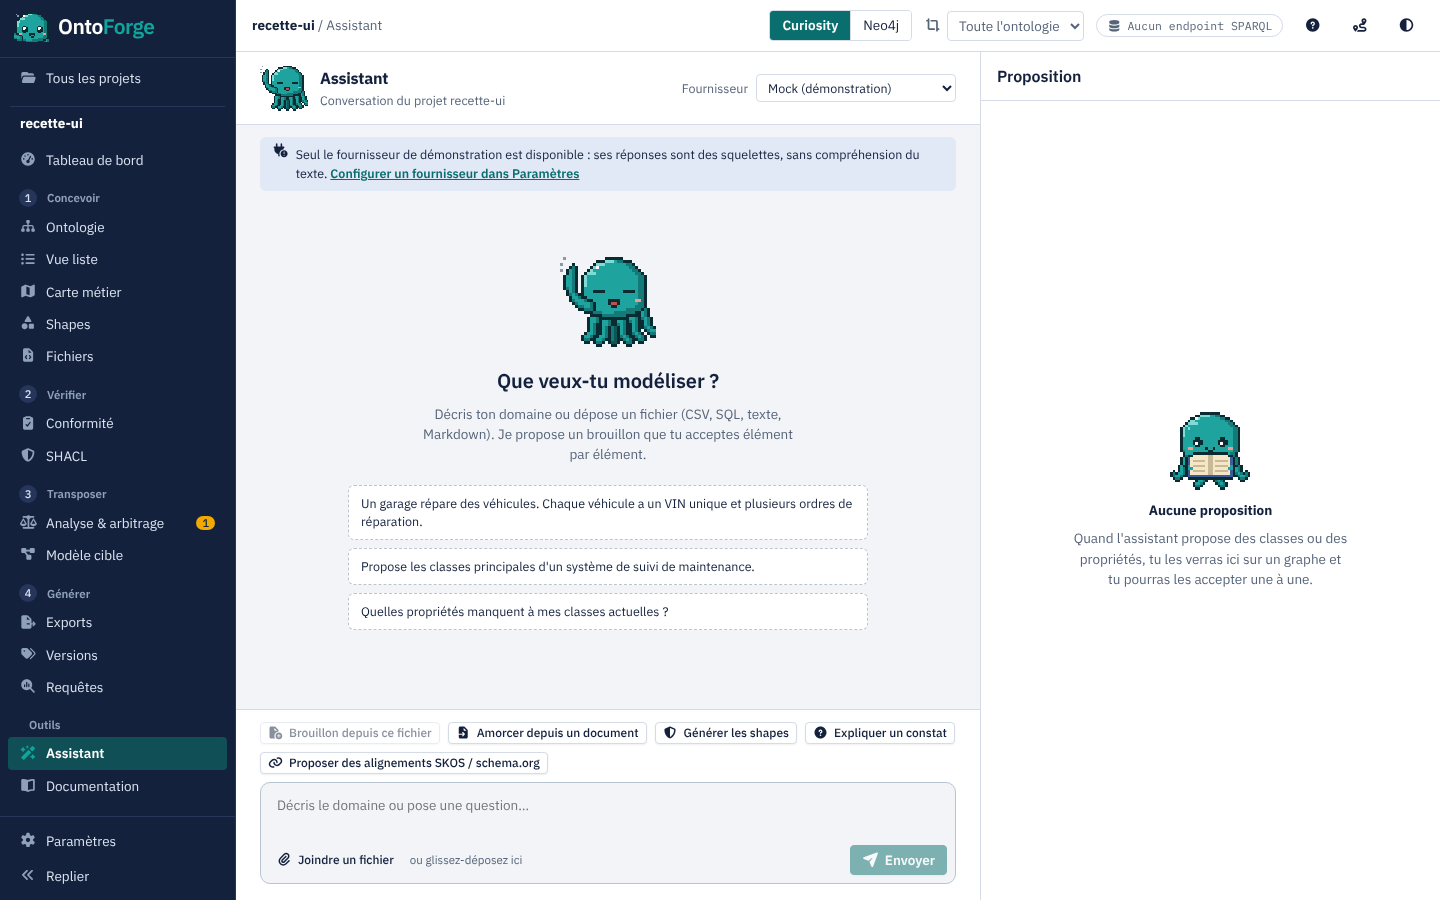 OntoForge
Tous les projets
recette-ui
Tableau de bord
1 Concevoir
Ontologie
Vue liste
Carte métier
Shapes
Fichiers
2 Vérifier
Conformité
SHACL
3 Transposer
Analyse & arbitrage 1
Modèle cible
4 Générer
Exports
Versions
Requêtes
Outils
Assistant
Documentation
Paramètres
Replier
recette-ui / Assistant
Curiosity
Neo4j
Toute l'ontologie
Aucun endpoint SPARQL
Assistant
Conversation du projet recette-ui
Fournisseur
Mock (démonstration)
Seul le fournisseur de démonstration est disponible : ses réponses sont des squelettes, sans compréhension du
texte. Configurer un fournisseur dans Paramètres
Que veux-tu modéliser ?
Décris ton domaine ou dépose un fichier (CSV, SQL, texte,
Markdown). Je propose un brouillon que tu acceptes élément
par élément.
Un garage répare des véhicules. Chaque véhicule a un VIN unique et plusieurs ordres de
réparation.
Propose les classes principales d'un système de suivi de maintenance.
Quelles propriétés manquent à mes classes actuelles ?
Brouillon depuis ce fichier
Amorcer depuis un document
Générer les shapes
Expliquer un constat
Proposer des alignements SKOS / schema.org
Décris le domaine ou pose une question...
Joindre un fichier
ou glissez-déposez ici
Envoyer
Proposition
Aucune proposition
Quand l'assistant propose des classes ou des
propriétés, tu les verras ici sur un graphe et
tu pourras les accepter une à une.